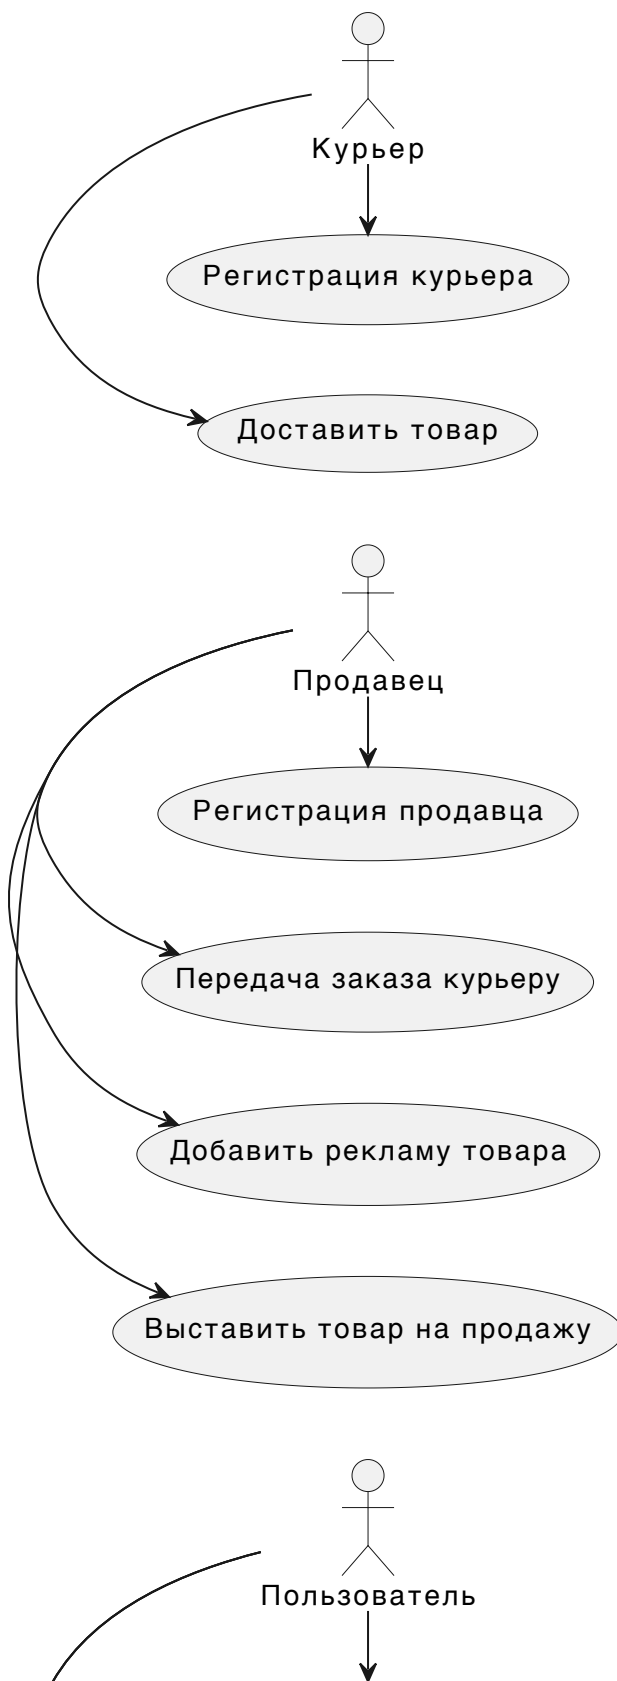 Курьер
Регистрация курьера
Доставить товар
Продавец
Регистрация продавца
Передача заказа курьеру
Добавить рекламу товара
Выставить товар на продажу
Пользователь